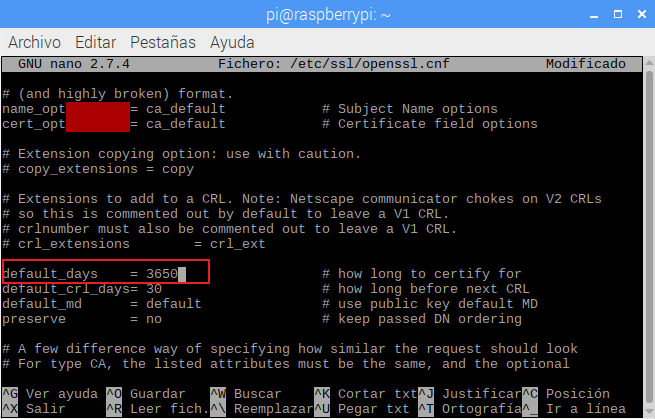 pi@raspberrypi: ~
Archivo Editar Pestañas Ayuda
GNU nano 2.7.4 Fichero: /etc/ssl/openssl.cnf Modificado
# (and highly broken) format.
name_opt = ca_default # Subject Name options
cert_opt = ca_default # Certificate field options
# Extension copying option: use with caution.
# copy_extensions = copy
# Extensions to add to a CRL. Note: Netscape communicator chokes on V2 CRLs
# so this is commented out by default to leave a V1 CRL.
# crlnumber must also be commented out to leave a V1 CRL.
# crl_extensions = crl_ext
default_days = 3650 # how long to certify for
default_crl_days= 30 # how long before next CRL
default_md = default # use public key default MD
preserve = no # keep passed DN ordering
# A few difference way of specifying how similar the request should look
# For type CA, the listed attributes must be the same, and the optional
^G Ver ayuda ^O Guardar ^W Buscar ^K Cortar txt ^J Justificar ^C Posición
^X Salir ^R Leer fich. ^\ Reemplazar ^U Pegar txt ^T Ortografía ^_ Ir a línea